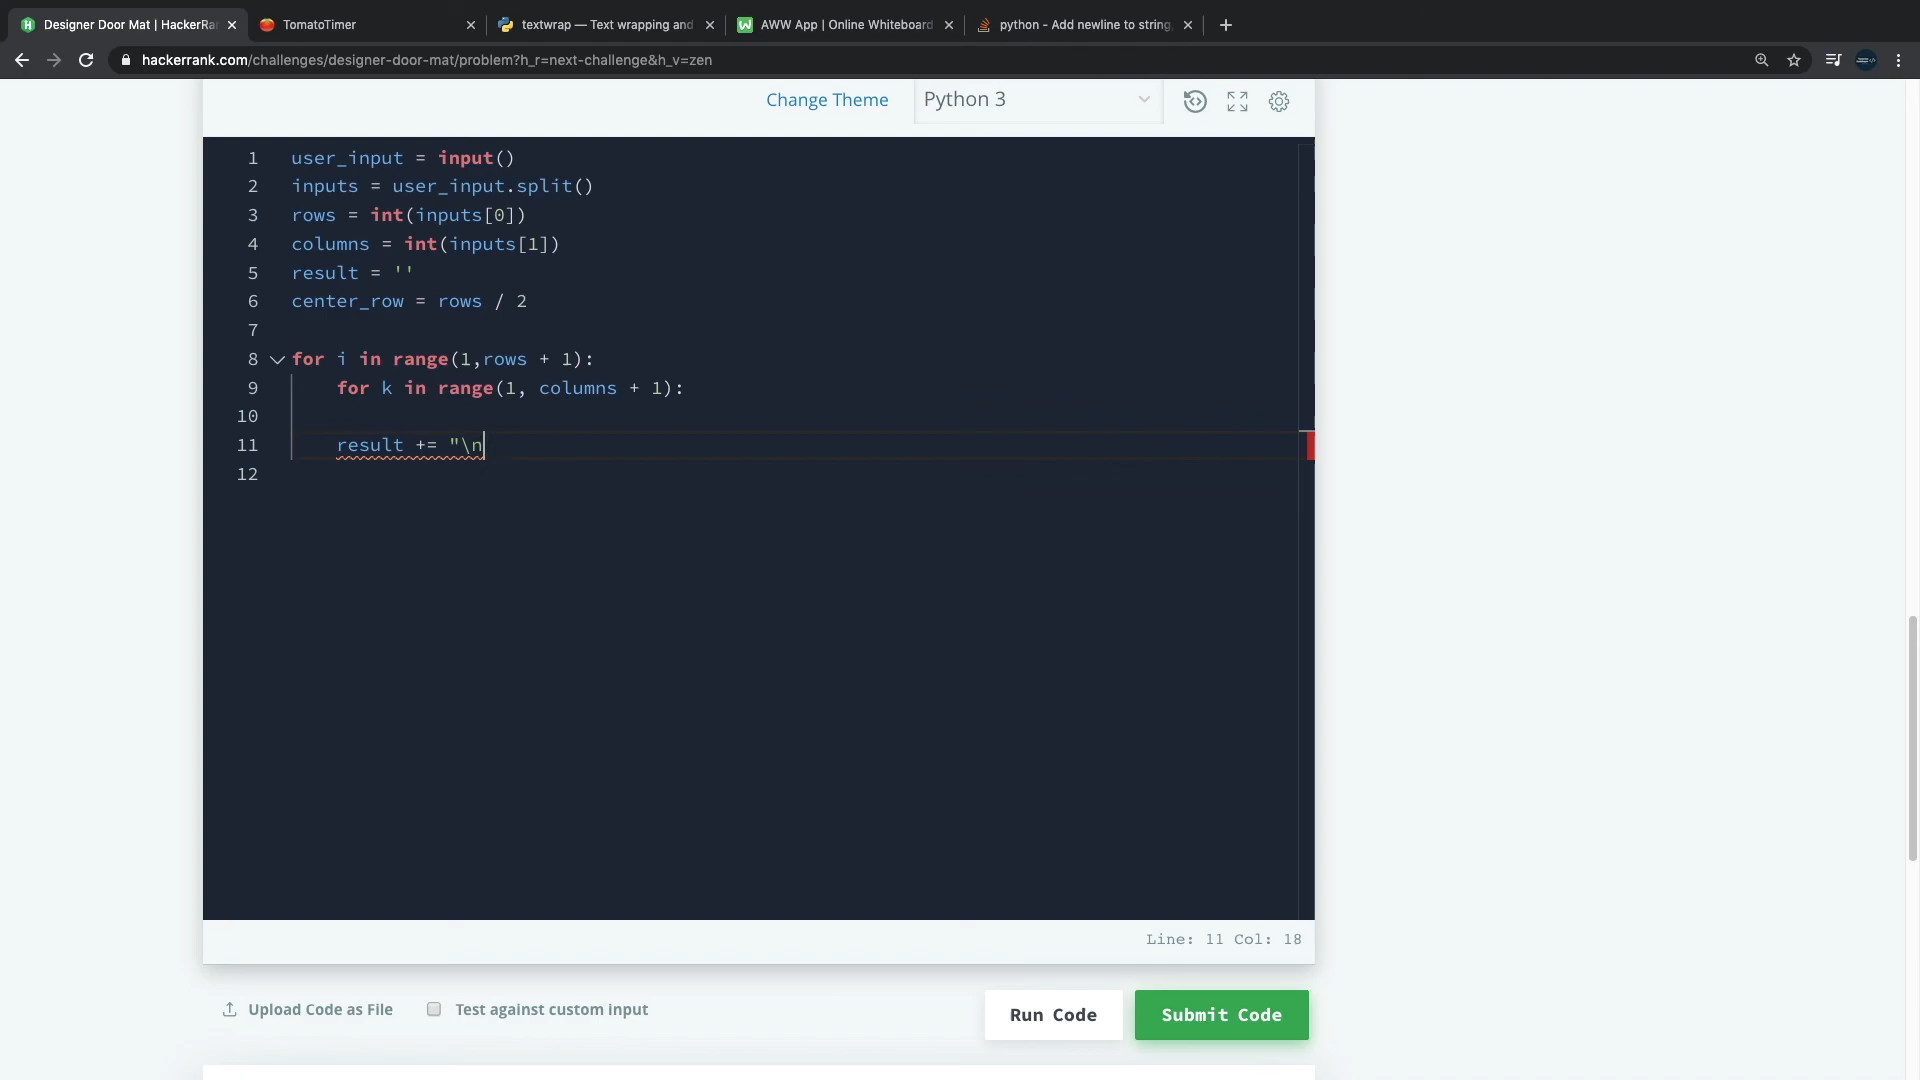 Designer Door Mat | HackerRa
TomatoTimer
textwrap — Text wrapping and
AWW App | Online Whiteboard
python - Add newline to string,
hackerrank.com/challenges/designer-door-mat/problem?h_r=next-challenge&h_v=zen
Change Theme
Python 3
1 user_input = input()
2 inputs = user_input.split()
3 rows = int(inputs[0])
4 columns = int(inputs[1])
5 result = ''
6 center_row = rows / 2
7
8 for i in range(1,rows + 1):
9 for k in range(1, columns + 1):
10
11 result += "\n
12
Line: 11 Col: 18
Upload Code as File
Test against custom input
Run Code
Submit Code